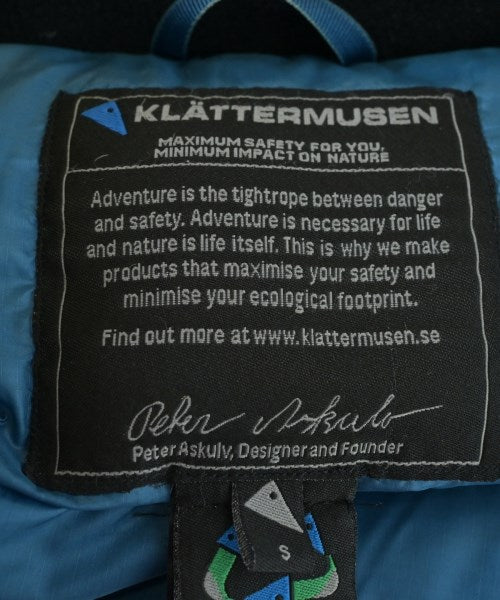 KLÄTTERMUSEN
MAXIMUM SAFETY FOR YOU,
MINIMUM IMPACT ON NATURE
Adventure is the tightrope between danger
and safety. Adventure is necessary for life
and nature is life itself. This is why we make
products that maximise your safety and
minimise your ecological footprint.
Find out more at www.klattermusen.se
Peter Askulv
Peter Askulv, Designer and Founder
S